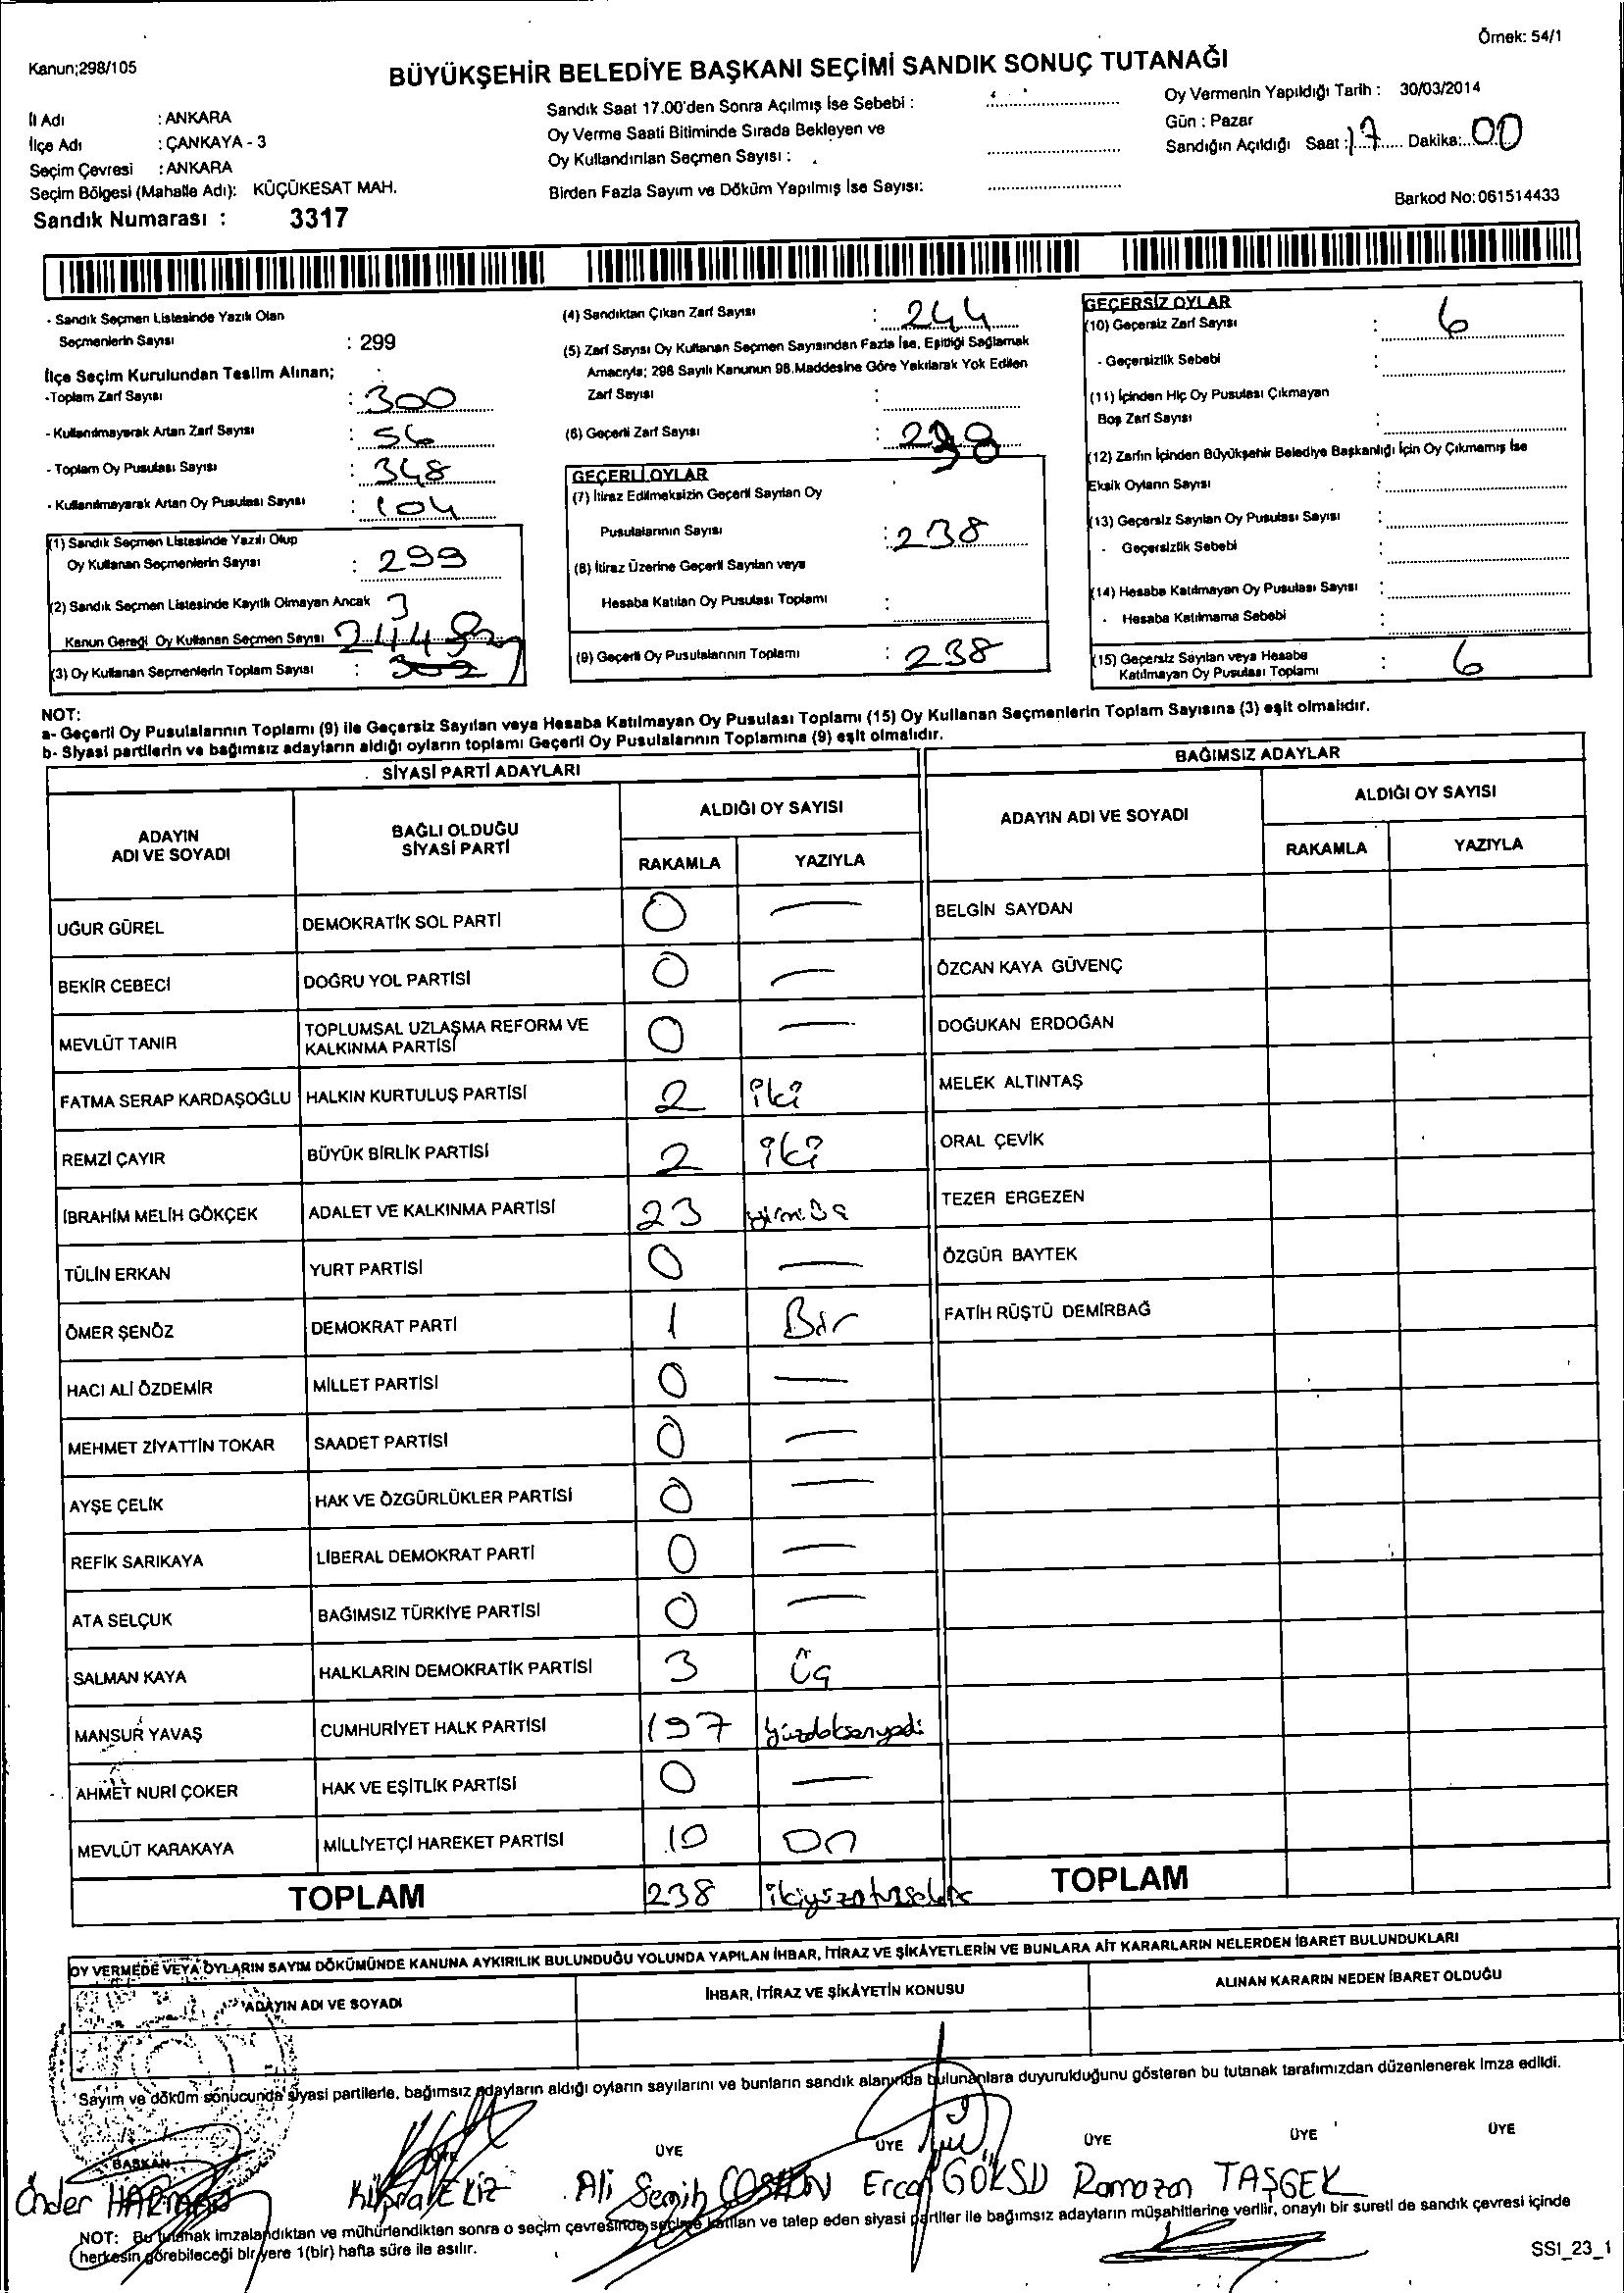 Örnek: 54/1
Kanun;298/105
BÜYÜKŞEHİR BELEDİYE BAŞKANI SEÇİMİ SANDIK SONUÇ TUTANAĞI
İl Adı : ANKARA
İlçe Adı : ÇANKAYA - 3
Seçim Çevresi : ANKARA
Seçim Bölgesi (Mahalle Adı): KÜÇÜKESAT MAH.
Sandık Numarası : 3317
Sandık Saat 17.00'den Sonra Açılmış İse Sebebi :
Oy Verme Saati Bitiminde Sırada Bekleyen ve
Oy Kullandırılan Seçmen Sayısı :
Birden Fazla Sayım ve Döküm Yapılmış İse Sayısı:
Oy Vermenin Yapıldığı Tarih : 30/03/2014
Gün : Pazar
Sandığın Açıldığı Saat : 17 Dakika: 00
Barkod No:061514433
- Sandık Seçmen Listesinde Yazılı Olan
Seçmenlerin Sayısı : 299
İlçe Seçim Kurulundan Teslim Alınan;
-Toplam Zarf Sayısı : 300
- Kullanılmayarak Artan Zarf Sayısı : 56
- Toplam Oy Pusulası Sayısı : 348
- Kullanılmayarak Artan Oy Pusulası Sayısı : 104
(1) Sandık Seçmen Listesinde Yazılı Olup
Oy Kullanan Seçmenlerin Sayısı : 299
(2) Sandık Seçmen Listesinde Kayıtlı Olmayan Ancak 3
Kanun Gereği Oy Kullanan Seçmen Sayısı 244
(3) Oy Kullanan Seçmenlerin Toplam Sayısı : 302
(4) Sandıktan Çıkan Zarf Sayısı : 244
(5) Zarf Sayısı Oy Kullanan Seçmen Sayısından Fazla İse, Eşitliği Sağlamak
Amacıyla; 298 Sayılı Kanunun 98.Maddesine Göre Yakılarak Yok Edilen
Zarf Sayısı :
(6) Geçerli Zarf Sayısı : 238
GEÇERLİ OYLAR
(7) İtiraz Edilmeksizin Geçerli Sayılan Oy
Pusulalarının Sayısı : 238
(8) İtiraz Üzerine Geçerli Sayılan veya
Hesaba Katılan Oy Pusulası Toplamı :
(9) Geçerli Oy Pusulalarının Toplamı : 238
GEÇERSİZ OYLAR
(10) Geçersiz Zarf Sayısı : 6
- Geçersizlik Sebebi :
(11) İçinden Hiç Oy Pusulası Çıkmayan
Boş Zarf Sayısı :
(12) Zarfın İçinden Büyükşehir Belediye Başkanlığı İçin Oy Çıkmamış İse
Eksik Oyların Sayısı :
(13) Geçersiz Sayılan Oy Pusulası Sayısı :
- Geçersizlik Sebebi :
(14) Hesaba Katılmayan Oy Pusulası Sayısı :
- Hesaba Katılmama Sebebi :
(15) Geçersiz Sayılan veya Hesaba
Katılmayan Oy Pusulası Toplamı : 6
NOT:
a- Geçerli Oy Pusulalarının Toplamı (9) ile Geçersiz Sayılan veya Hesaba Katılmayan Oy Pusulası Toplamı (15) Oy Kullanan Seçmenlerin Toplam Sayısına (3) eşit olmalıdır.
b- Siyasi partilerin ve bağımsız adayların aldığı oyların toplamı Geçerli Oy Pusulalarının Toplamına (9) eşit olmalıdır.
SİYASİ PARTİ ADAYLARI
BAĞIMSIZ ADAYLAR
ADAYIN ADI VE SOYADI
BAĞLI OLDUĞU SİYASİ PARTİ
ALDIĞI OY SAYISI
RAKAMLA YAZIYLA
ADAYIN ADI VE SOYADI
ALDIĞI OY SAYISI
RAKAMLA YAZIYLA
UĞUR GÜREL DEMOKRATİK SOL PARTİ 0 — BELGİN SAYDAN
BEKİR CEBECİ DOĞRU YOL PARTİSİ 0 — ÖZCAN KAYA GÜVENÇ
MEVLÜT TANIR TOPLUMSAL UZLAŞMA REFORM VE KALKINMA PARTİSİ 0 — DOĞUKAN ERDOĞAN
FATMA SERAP KARDAŞOĞLU HALKIN KURTULUŞ PARTİSİ 2 iki MELEK ALTINTAŞ
REMZİ ÇAYIR BÜYÜK BİRLİK PARTİSİ 2 iki ORAL ÇEVİK
İBRAHİM MELİH GÖKÇEK ADALET VE KALKINMA PARTİSİ 23 TEZER ERGEZEN
TÜLİN ERKAN YURT PARTİSİ 0 — ÖZGÜR BAYTEK
ÖMER ŞENÖZ DEMOKRAT PARTİ 1 Bir FATİH RÜŞTÜ DEMİRBAĞ
HACI ALİ ÖZDEMİR MİLLET PARTİSİ 0 —
MEHMET ZİYATTİN TOKAR SAADET PARTİSİ 0 —
AYŞE ÇELİK HAK VE ÖZGÜRLÜKLER PARTİSİ 0 —
REFİK SARIKAYA LİBERAL DEMOKRAT PARTİ 0 —
ATA SELÇUK BAĞIMSIZ TÜRKİYE PARTİSİ 0 —
SALMAN KAYA HALKLARIN DEMOKRATİK PARTİSİ 3 üç
MANSUR YAVAŞ CUMHURİYET HALK PARTİSİ 197 yüzdoksanyedi
AHMET NURİ ÇOKER HAK VE EŞİTLİK PARTİSİ 0 —
MEVLÜT KARAKAYA MİLLİYETÇİ HAREKET PARTİSİ 10 On
TOPLAM 238 ikiyüzotuzsekiz TOPLAM
OY VERMEDE VEYA OYLARIN SAYIM DÖKÜMÜNDE KANUNA AYKIRILIK BULUNDUĞU YOLUNDA YAPILAN İHBAR, İTİRAZ VE ŞİKÂYETLERİN VE BUNLARA AİT KARARLARIN NELERDEN İBARET BULUNDUKLARI
ADAYIN ADI VE SOYADI İHBAR, İTİRAZ VE ŞİKÂYETİN KONUSU ALINAN KARARIN NEDEN İBARET OLDUĞU
Sayım ve döküm sonucunda siyasi partilerle, bağımsız adayların aldığı oyların sayılarını ve bunların sandık alanında bulunanlara duyurulduğunu gösteren bu tutanak tarafımızdan düzenlenerek imza edildi.
BAŞKAN ÜYE ÜYE ÜYE ÜYE ÜYE ÜYE
Önder Kübra EKİZ Ali Semih COŞKUN Ercan GÖKSU Ramazan TAŞGEK
NOT: Bu tutanak imzalandıktan ve mühürlendikten sonra o seçim çevresinde seçime katılan ve talep eden siyasi partiler ile bağımsız adayların müşahitlerine verilir, onaylı bir sureti de sandık çevresi içinde
herkesin görebileceği bir yere 1(bir) hafta süre ile asılır.
SSI_23_1